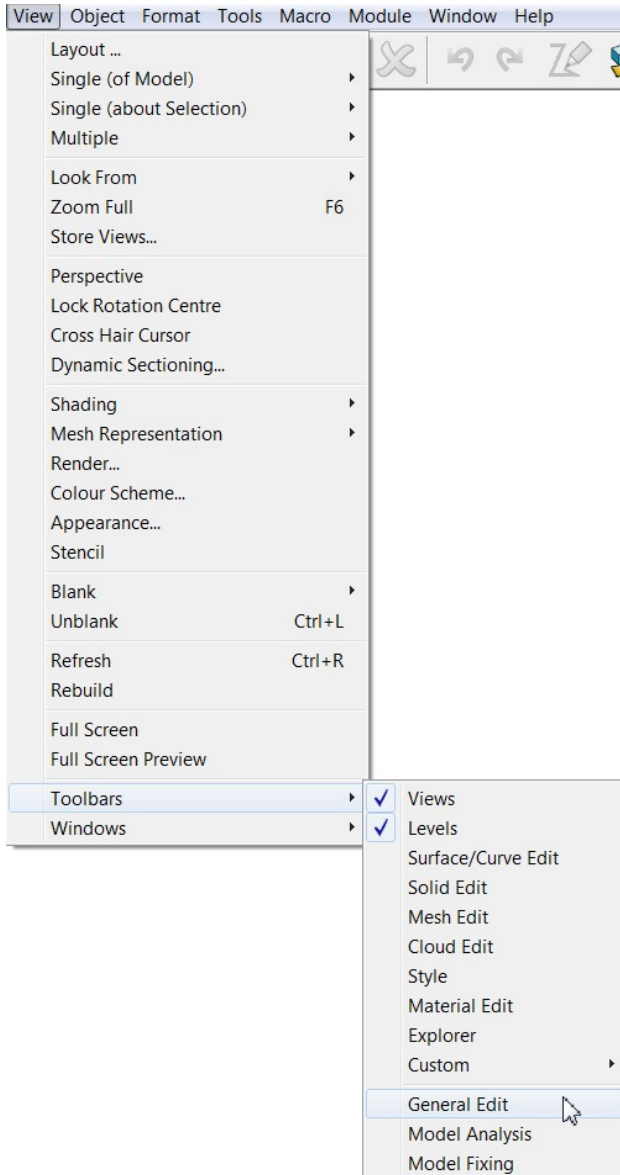 View Object Format Tools Macro Module Window Help
Layout ...
Single (of Model)
Single (about Selection)
Multiple
Look From
Zoom Full F6
Store Views...
Perspective
Lock Rotation Centre
Cross Hair Cursor
Dynamic Sectioning...
Shading
Mesh Representation
Render...
Colour Scheme...
Appearance...
Stencil
Blank
Unblank Ctrl+L
Refresh Ctrl+R
Rebuild
Full Screen
Full Screen Preview
Toolbars
Windows
Views
Levels
Surface/Curve Edit
Solid Edit
Mesh Edit
Cloud Edit
Style
Material Edit
Explorer
Custom
General Edit
Model Analysis
Model Fixing